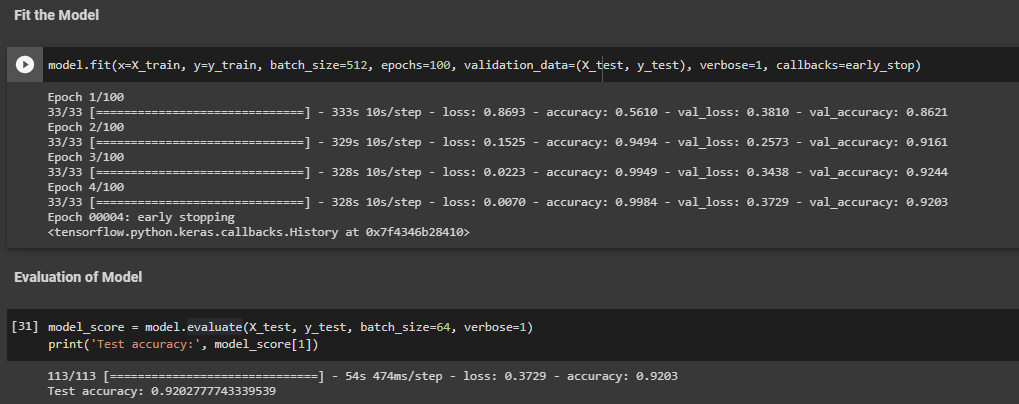 Fit the Model
model.fit(x=X_train, y=y_train, batch_size=512, epochs=100, validation_data=(X_test, y_test), verbose=1, callbacks=early_stop)
Epoch 1/100
33/33 [==============================] - 333s 10s/step - loss: 0.8693 - accuracy: 0.5610 - val_loss: 0.3810 - val_accuracy: 0.8621
Epoch 2/100
33/33 [==============================] - 329s 10s/step - loss: 0.1525 - accuracy: 0.9494 - val_loss: 0.2573 - val_accuracy: 0.9161
Epoch 3/100
33/33 [==============================] - 328s 10s/step - loss: 0.0223 - accuracy: 0.9949 - val_loss: 0.3438 - val_accuracy: 0.9244
Epoch 4/100
33/33 [==============================] - 328s 10s/step - loss: 0.0070 - accuracy: 0.9984 - val_loss: 0.3729 - val_accuracy: 0.9203
Epoch 00004: early stopping
<tensorflow.python.keras.callbacks.History at 0x7f4346b28410>
Evaluation of Model
[31] model_score = model.evaluate(X_test, y_test, batch_size=64, verbose=1)
print('Test accuracy:', model_score[1])
113/113 [==============================] - 54s 474ms/step - loss: 0.3729 - accuracy: 0.9203
Test accuracy: 0.9202777743339539